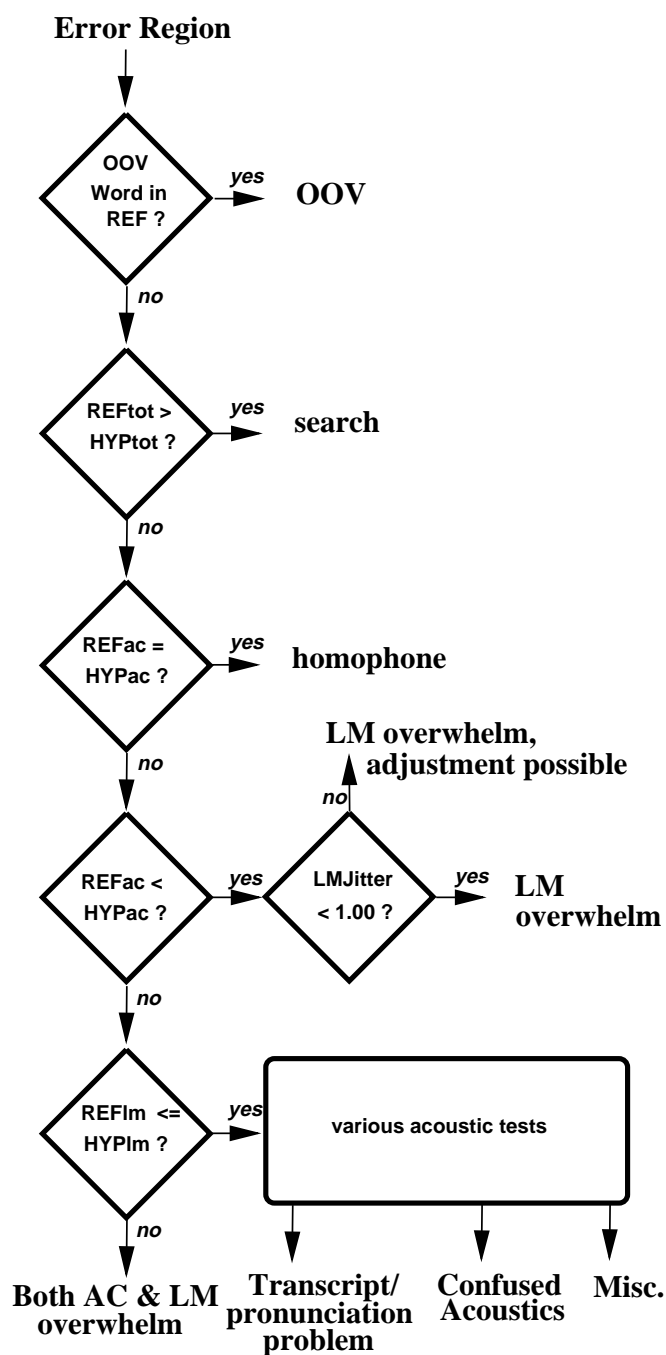 Error Region
OOV
Word in
REF ?
yes
OOV
no
REFtot >
HYPtot ?
yes
search
no
REFac =
HYPac ?
yes
homophone
no
LM overwhelm,
adjustment possible
no
REFac <
HYPac ?
yes
LMJitter
< 1.00 ?
yes
LM
overwhelm
no
REFlm <=
HYPlm ?
yes
various acoustic tests
no
Both AC & LM
overwhelm
Transcript/
pronunciation
problem
Confused
Acoustics
Misc.